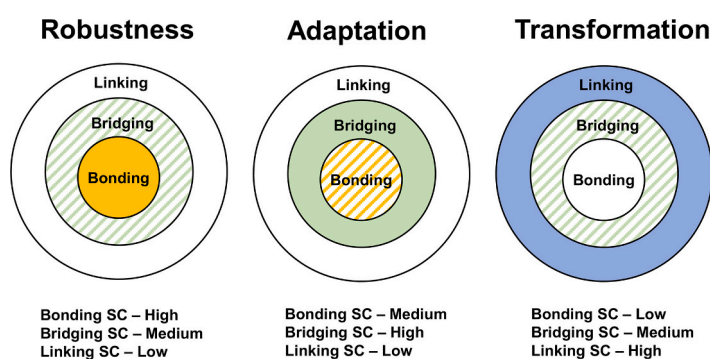 Robustness
Linking
Bridging
Bonding
Bonding SC – High
Bridging SC – Medium
Linking SC – Low
Adaptation
Linking
Bridging
Bonding
Bonding SC – Medium
Bridging SC – High
Linking SC – Low
Transformation
Linking
Bridging
Bonding
Bonding SC – Low
Bridging SC – Medium
Linking SC – High